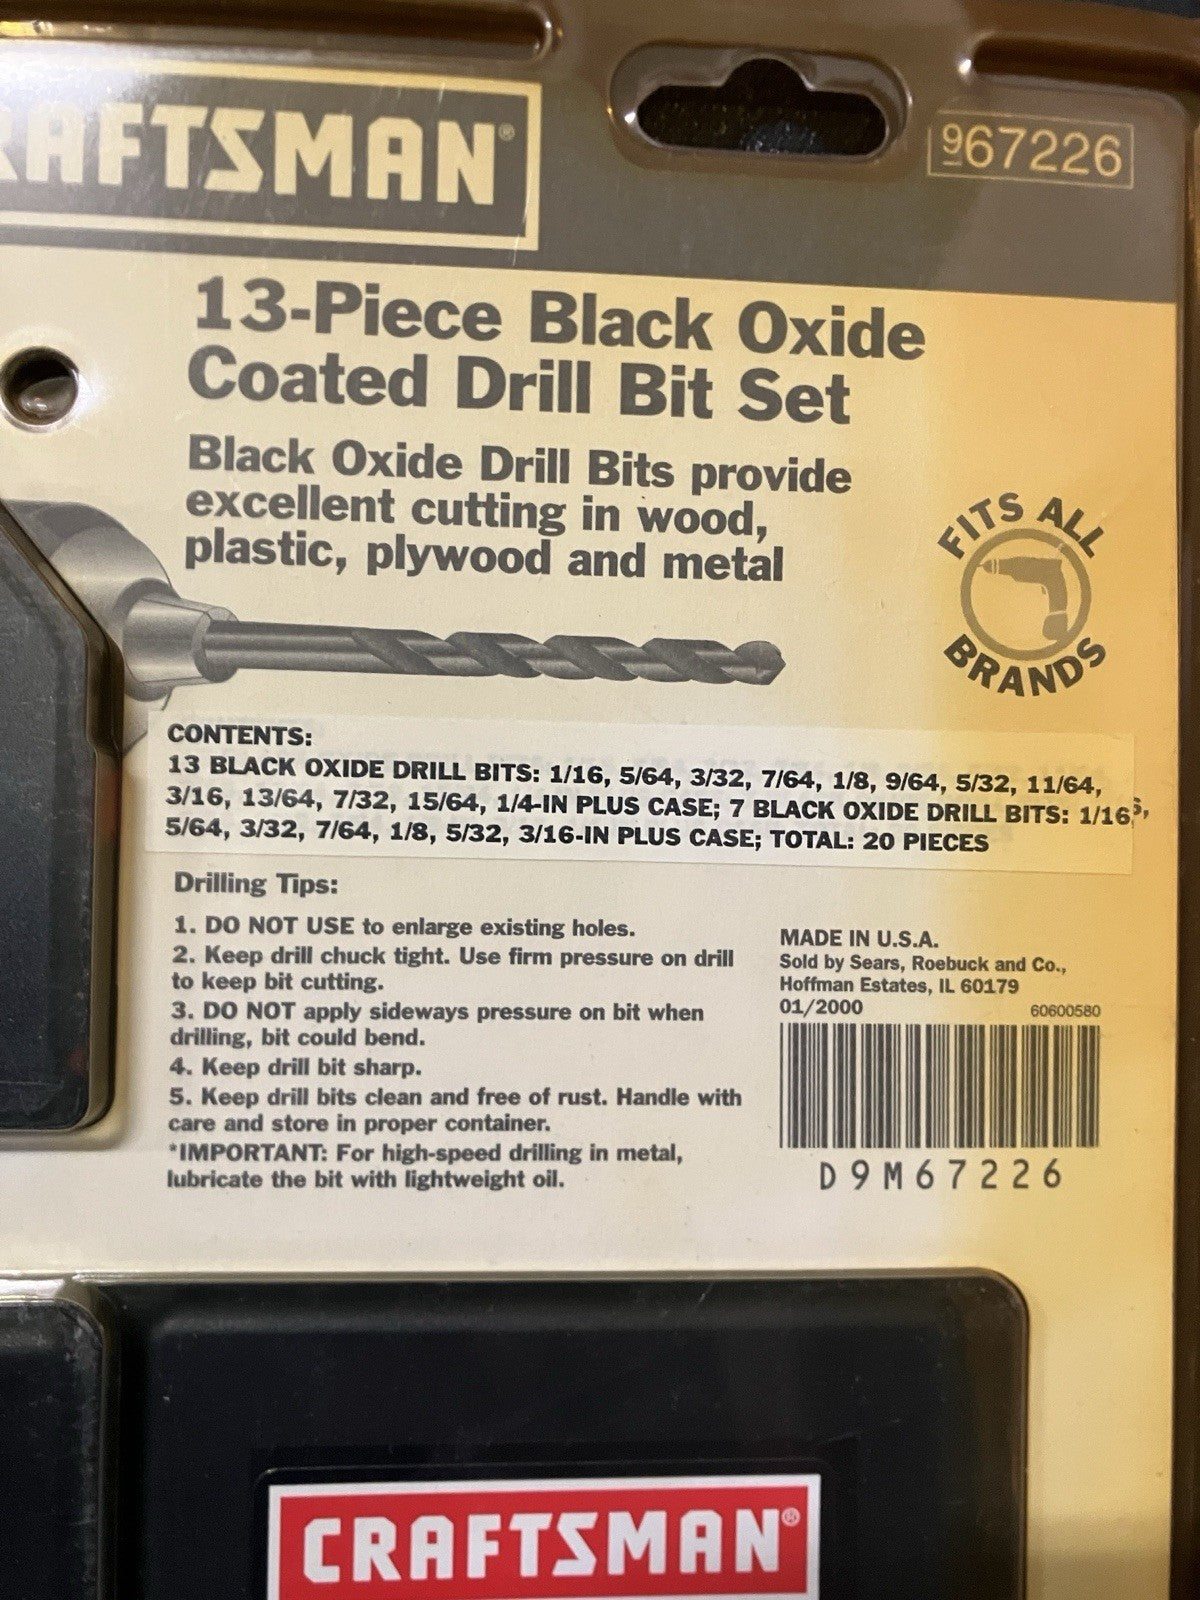 CRAFTSMAN®
967226
13-Piece Black Oxide
Coated Drill Bit Set
Black Oxide Drill Bits provide
excellent cutting in wood,
plastic, plywood and metal
FITS ALL
BRANDS
CONTENTS:
13 BLACK OXIDE DRILL BITS: 1/16, 5/64, 3/32, 7/64, 1/8, 9/64, 5/32, 11/64,
3/16, 13/64, 7/32, 15/64, 1/4-IN PLUS CASE; 7 BLACK OXIDE DRILL BITS: 1/16,
5/64, 3/32, 7/64, 1/8, 5/32, 3/16-IN PLUS CASE; TOTAL: 20 PIECES
Drilling Tips:
1. DO NOT USE to enlarge existing holes.
2. Keep drill chuck tight. Use firm pressure on drill
to keep bit cutting.
3. DO NOT apply sideways pressure on bit when
drilling, bit could bend.
4. Keep drill bit sharp.
5. Keep drill bits clean and free of rust. Handle with
care and store in proper container.
*IMPORTANT: For high-speed drilling in metal,
lubricate the bit with lightweight oil.
MADE IN U.S.A.
Sold by Sears, Roebuck and Co.,
Hoffman Estates, IL 60179
01/2000 60600580
D9M67226
CRAFTSMAN®